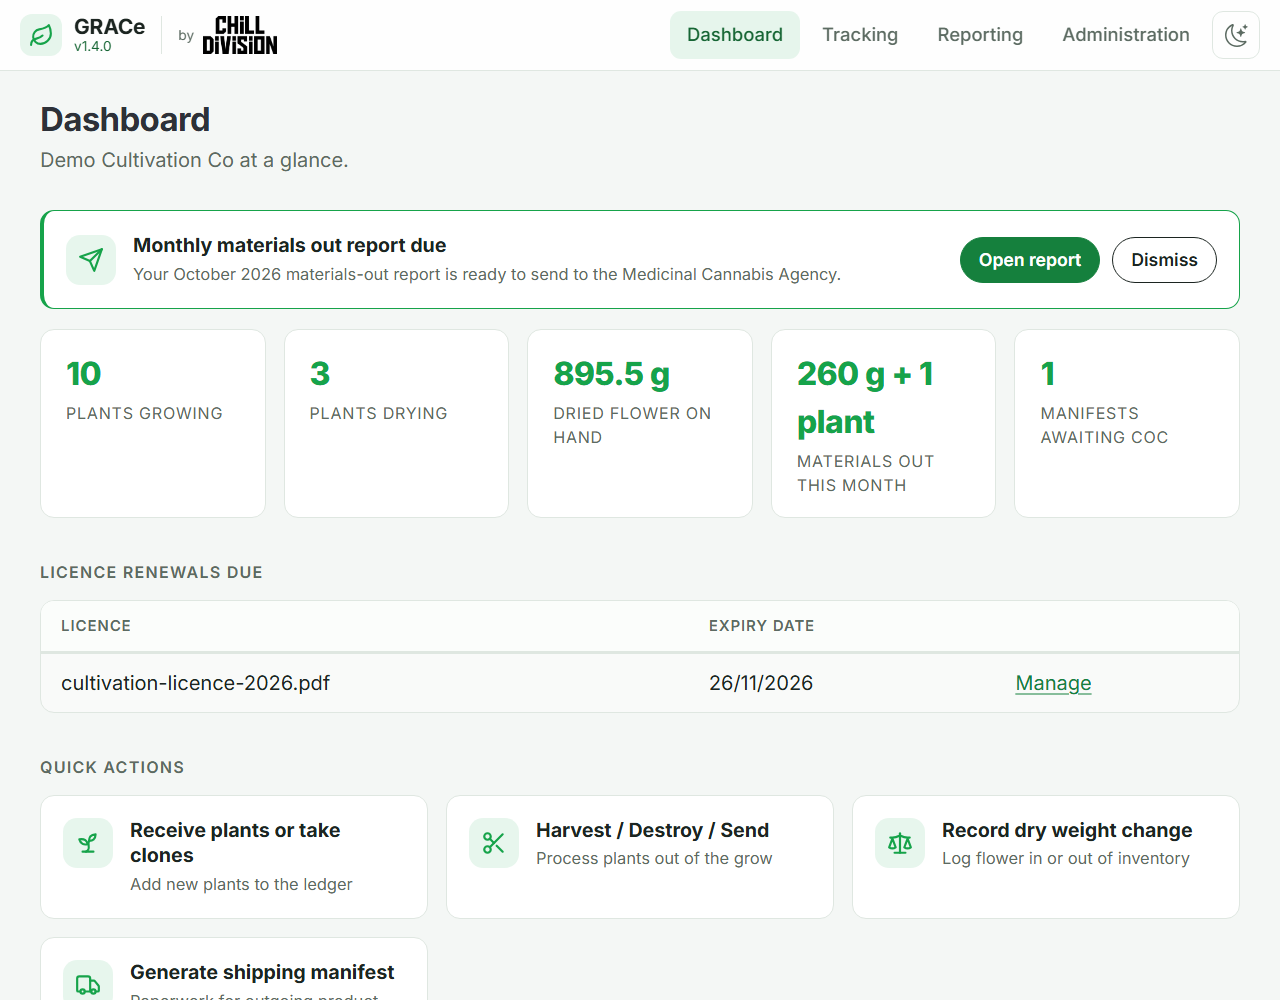 GRACe
v1.4.0
by
CHiLL
DiViSiON
Dashboard
Tracking
Reporting
Administration
Dashboard
Demo Cultivation Co at a glance.
Monthly materials out report due
Your October 2026 materials-out report is ready to send to the Medicinal Cannabis Agency.
Open report
Dismiss
10
PLANTS GROWING
3
PLANTS DRYING
895.5 g
DRIED FLOWER ON
HAND
260 g + 1
plant
MATERIALS OUT
THIS MONTH
1
MANIFESTS
AWAITING COC
LICENCE RENEWALS DUE
LICENCE
EXPIRY DATE
cultivation-licence-2026.pdf
26/11/2026
Manage
QUICK ACTIONS
Receive plants or take
clones
Add new plants to the ledger
Harvest / Destroy / Send
Process plants out of the grow
Record dry weight change
Log flower in or out of inventory
Generate shipping manifest
Paperwork for outgoing product